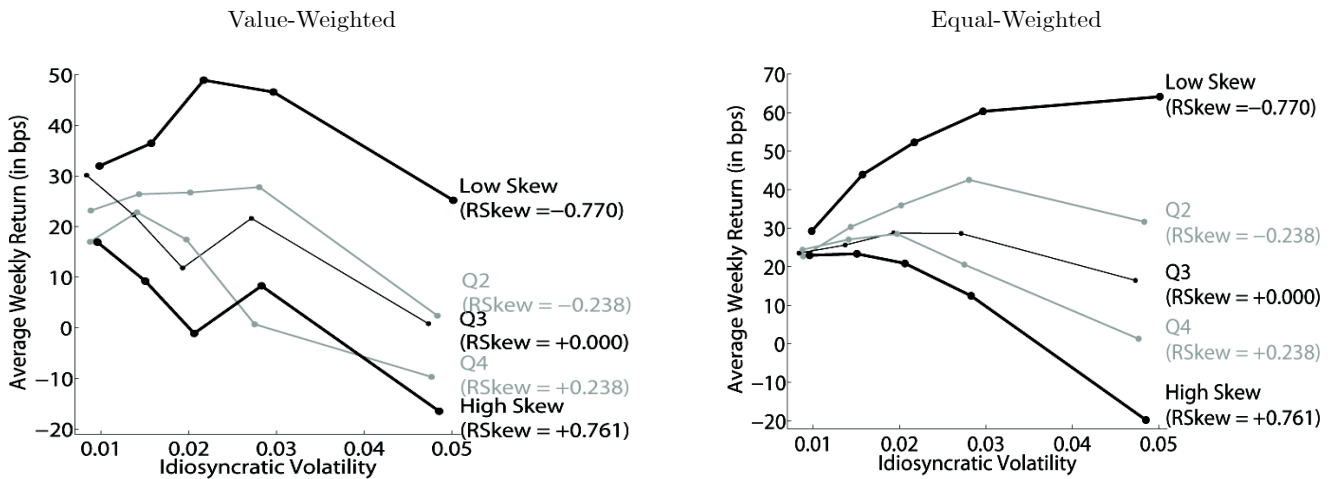 Value-Weighted
Average Weekly Return (in bps)
50
40
30
20
10
0
−10
−20
0.01
0.02
0.03
0.04
0.05
Idiosyncratic Volatility
Low Skew
(RSkew =−0.770)
Q2
(RSkew = −0.238)
Q3
(RSkew = +0.000)
Q4
(RSkew = +0.238)
High Skew
(RSkew = +0.761)
Equal-Weighted
Average Weekly Return (in bps)
70
60
50
40
30
20
10
0
−10
−20
0.01
0.02
0.03
0.04
0.05
Idiosyncratic Volatility
Low Skew
(RSkew =−0.770)
Q2
(RSkew = −0.238)
Q3
(RSkew = +0.000)
Q4
(RSkew = +0.238)
High Skew
(RSkew = +0.761)